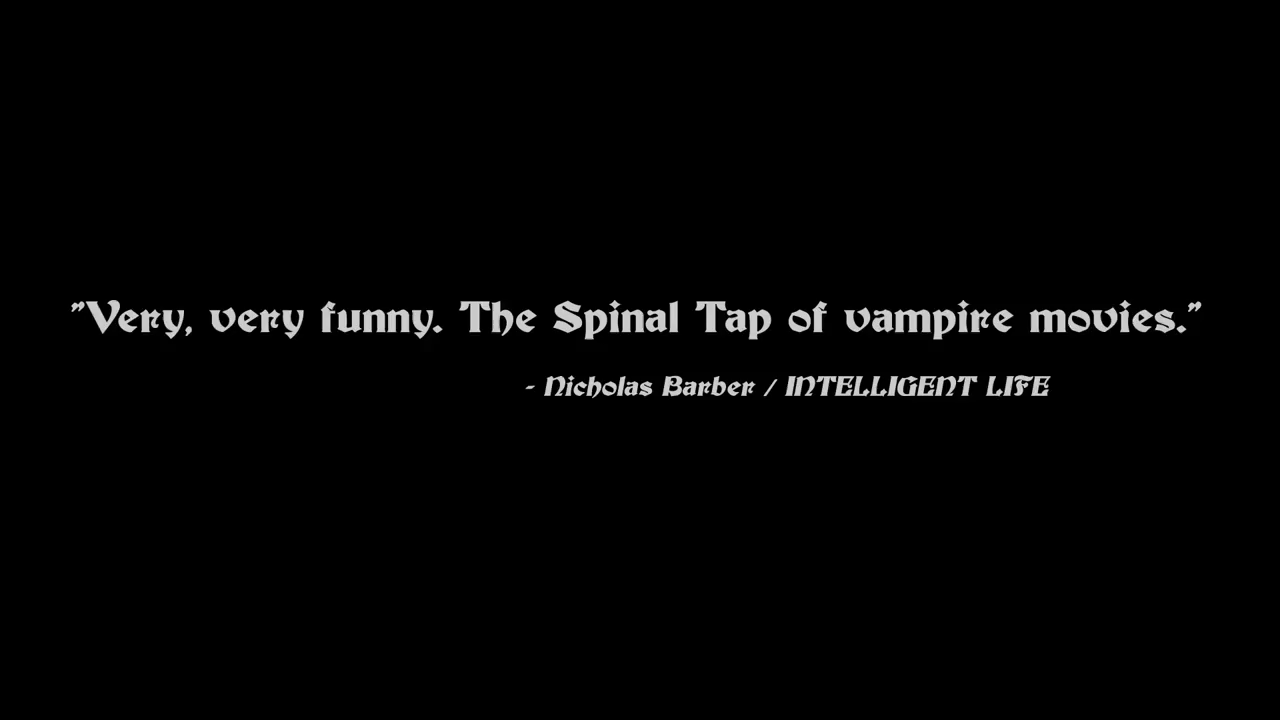 "Very, very funny. The Spinal Tap of vampire movies."
- Nicholas Barber / INTELLIGENT LIFE